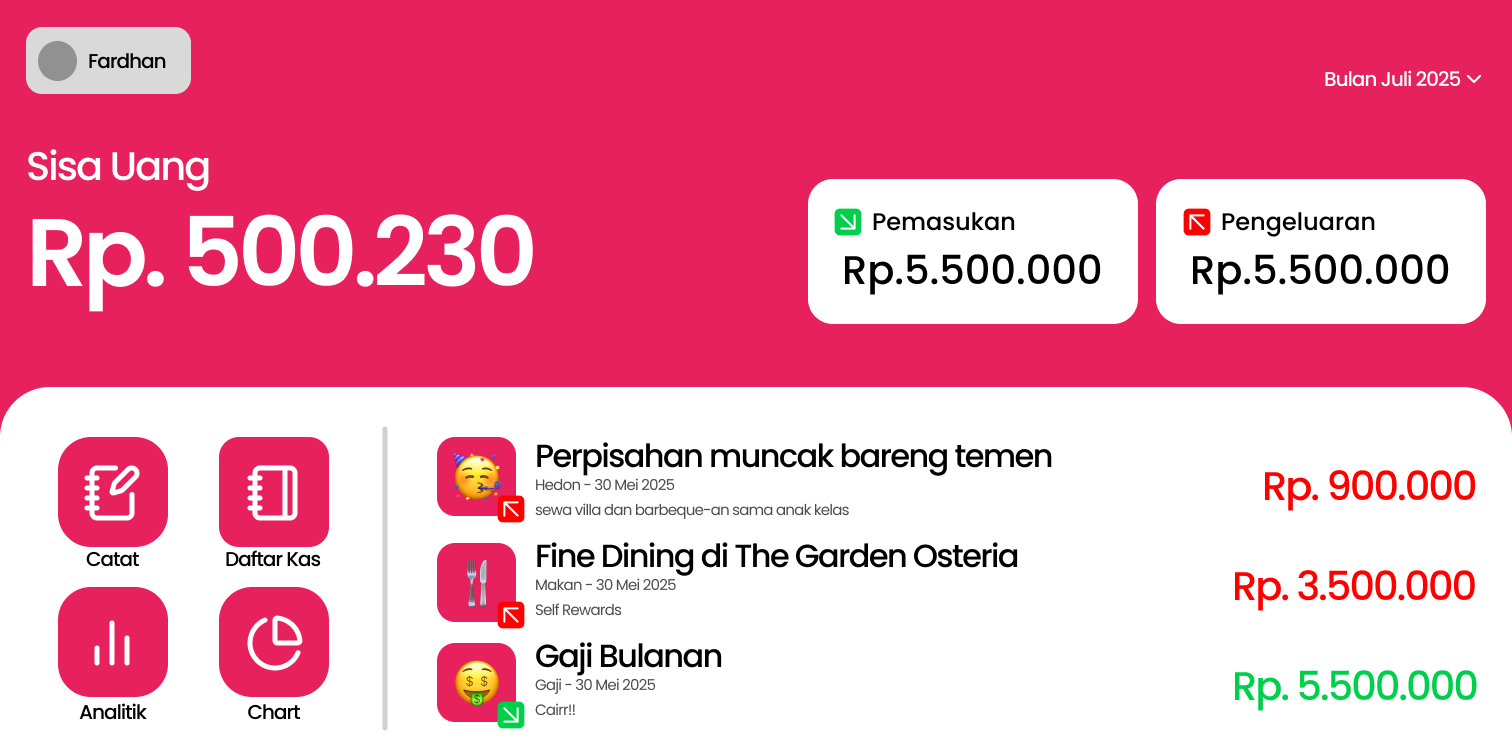 Fardhan
Bulan Juli 2025
Sisa Uang
Rp. 500.230
Pemasukan
Rp.5.500.000
Pengeluaran
Rp.5.500.000
Catat
Daftar Kas
Analitik
Chart
Perpisahan muncak bareng temen
Hedon - 30 Mei 2025
sewa villa dan barbeque-an sama anak kelas
Rp. 900.000
Fine Dining di The Garden Osteria
Makan - 30 Mei 2025
Self Rewards
Rp. 3.500.000
Gaji Bulanan
Gaji - 30 Mei 2025
Cairr!!
Rp. 5.500.000